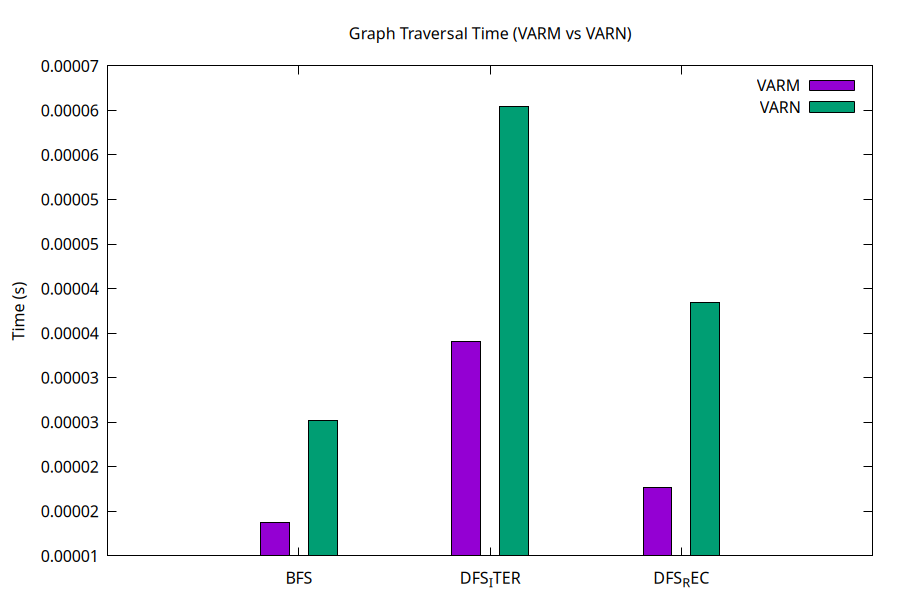 Graph Traversal Time (VARM vs VARN)
VARM
VARN
Time (s)
0.00007
0.00006
0.00006
0.00005
0.00005
0.00004
0.00004
0.00003
0.00003
0.00002
0.00002
0.00001
BFS DFSITER DFSREC